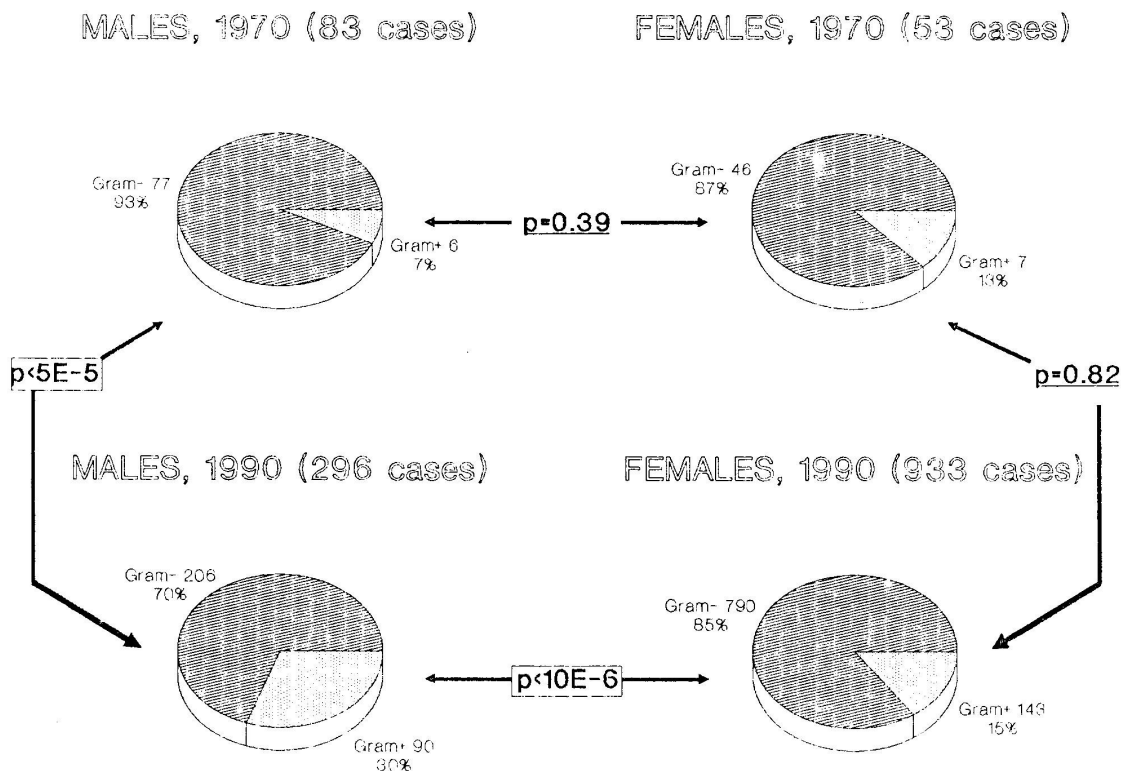 MALES, 1970 (83 cases)
FEMALES, 1970 (53 cases)
Gram- 77
93%
Gram+ 6
7%
p=0.39
Gram- 46
87%
Gram+ 7
13%
p<5E-5
p=0.82
MALES, 1990 (296 cases)
FEMALES, 1990 (933 cases)
Gram- 206
70%
Gram+ 90
30%
p<10E-6
Gram- 790
85%
Gram+ 143
15%